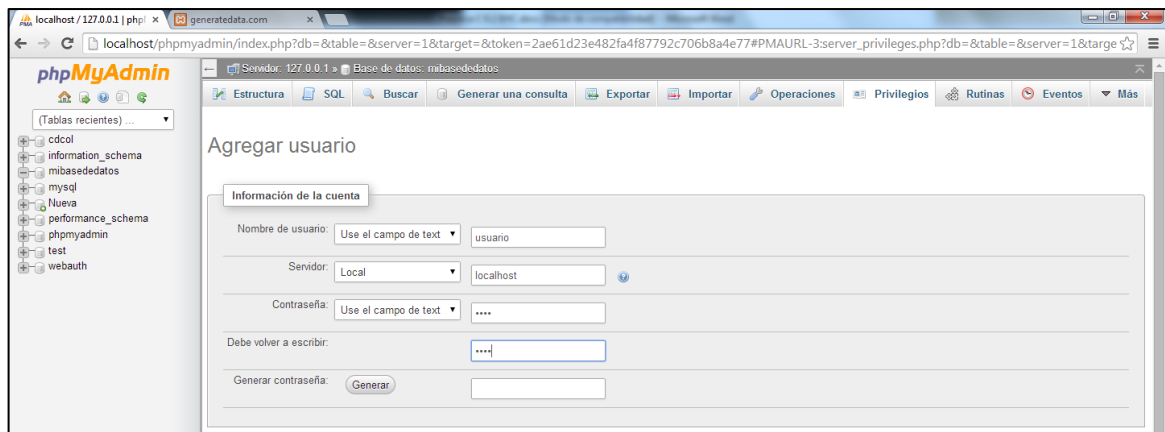 localhost / 127.0.0.1 | phpl
generatedata.com
localhost/phpmyadmin/index.php?db=&table=&server=1&target=&token=2ae61d23e482fa4f87792c706b8a4e77#PMAURL-3:server_privileges.php?db=&table=&server=1&targe
phpMyAdmin
(Tablas recientes) ...
cdcol
information_schema
mibasededatos
mysql
Nueva
performance_schema
phpmyadmin
test
webauth
Servidor: 127.0.0.1 » Base de datos: mibasededatos
Estructura SQL Buscar Generar una consulta Exportar Importar Operaciones Privilegios Rutinas Eventos Más
Agregar usuario
Información de la cuenta
Nombre de usuario: Use el campo de text usuario
Servidor: Local localhost
Contraseña: Use el campo de text ••••
Debe volver a escribir: ••••
Generar contraseña: Generar